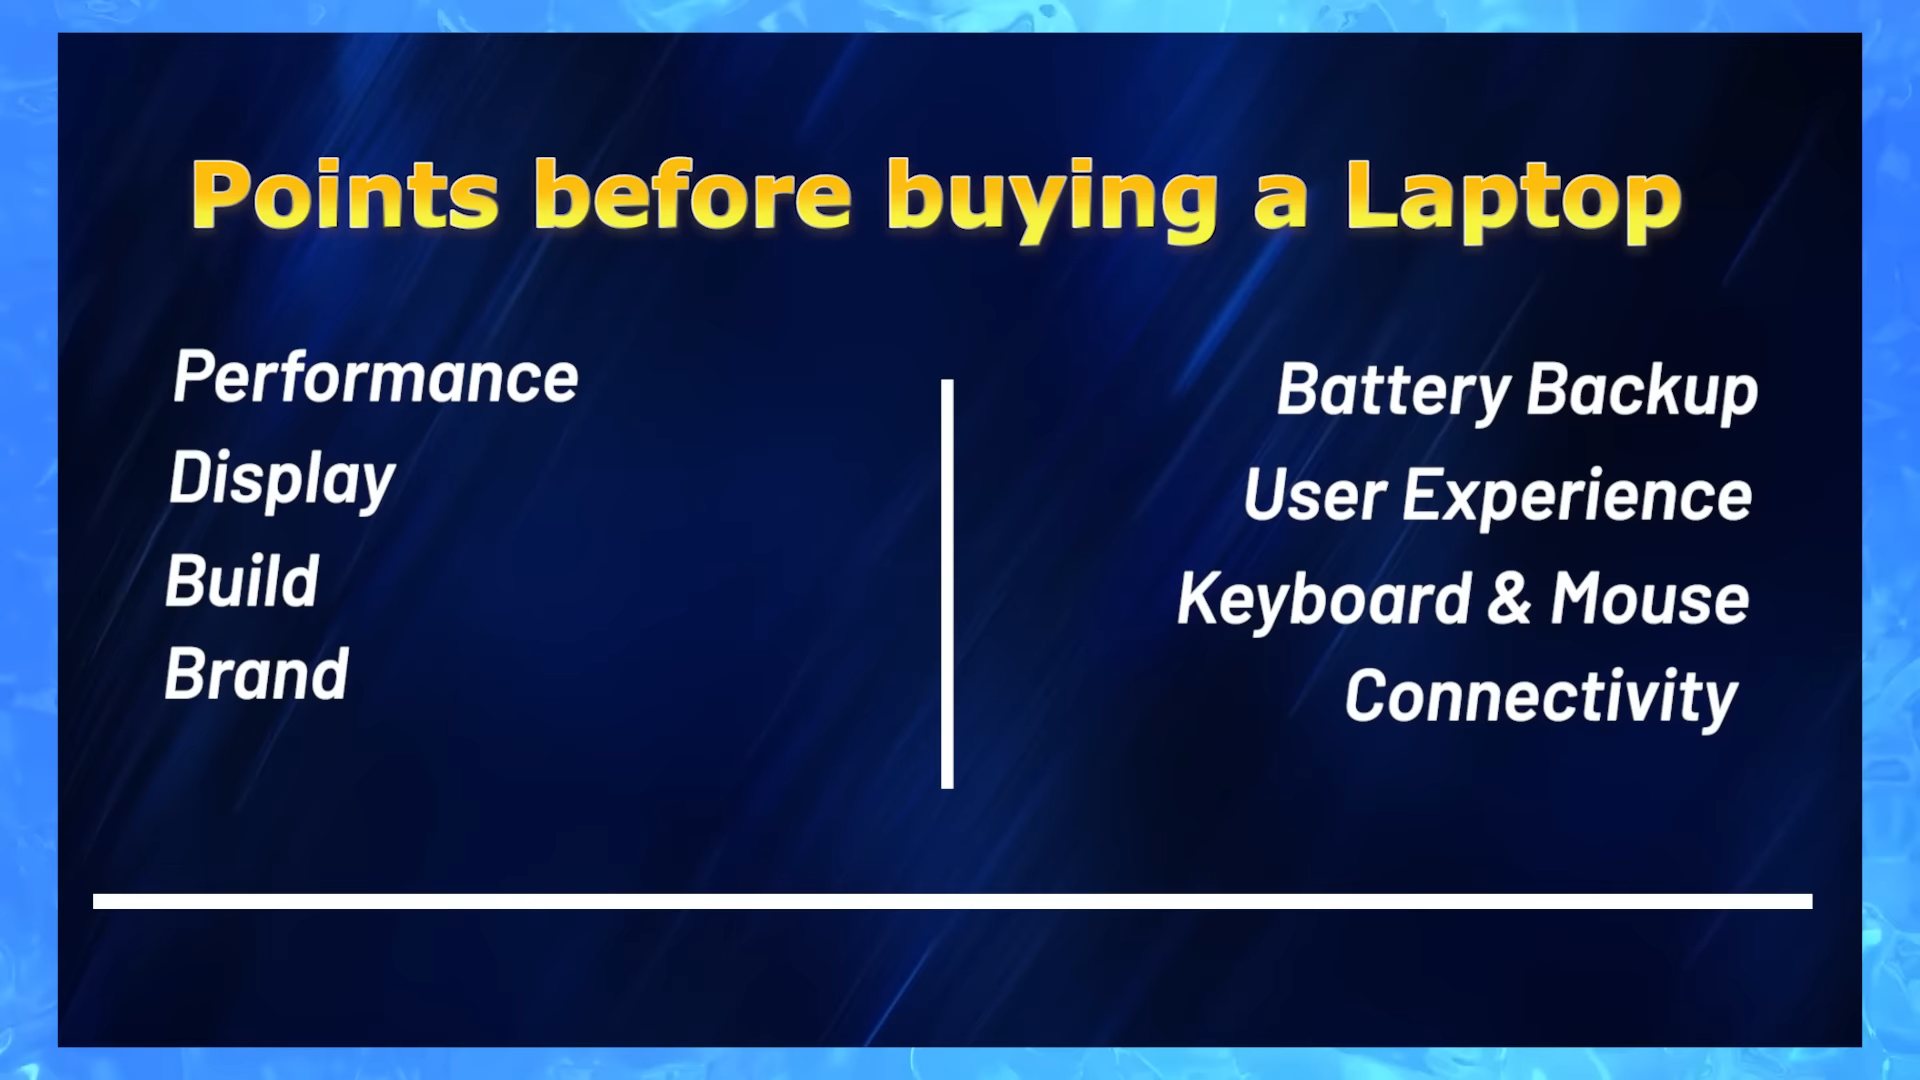 Points before buying a Laptop
Performance
Display
Build
Brand
Battery Backup
User Experience
Keyboard & Mouse
Connectivity